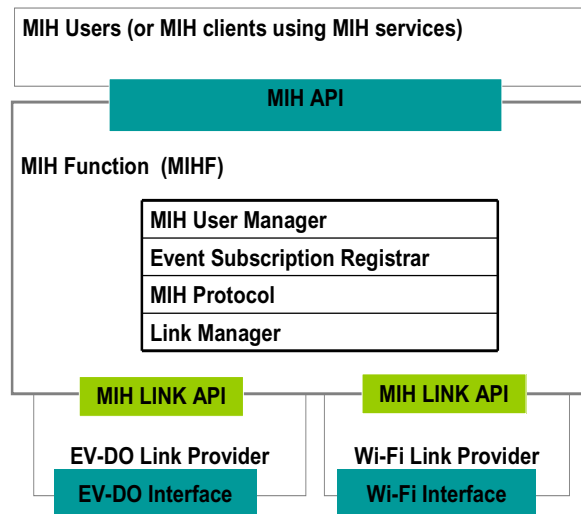 MIH Users (or MIH clients using MIH services)
MIH API
MIH Function (MIHF)
MIH User Manager
Event Subscription Registrar
MIH Protocol
Link Manager
MIH LINK API
MIH LINK API
EV-DO Link Provider
Wi-Fi Link Provider
EV-DO Interface
Wi-Fi Interface